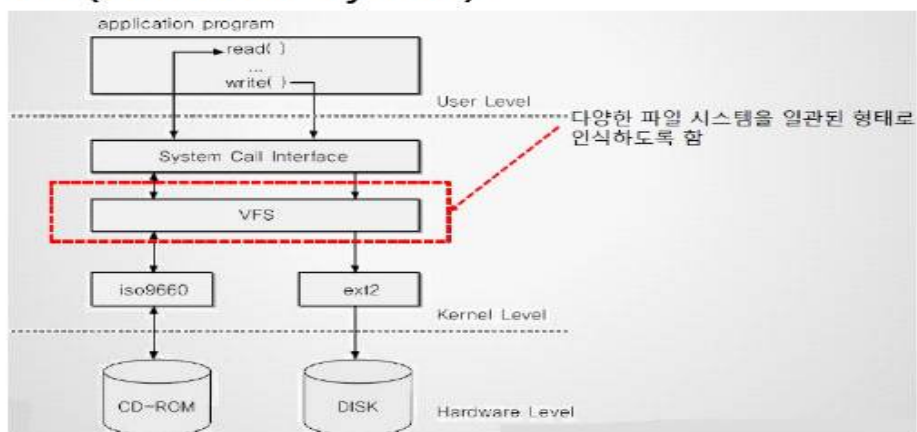 application program
read( )
...
write( )
User Level
다양한 파일 시스템을 일관된 형태로
인식하도록 함
System Call Interface
VFS
iso9660
ext2
Kernel Level
CD-ROM
DISK
Hardware Level